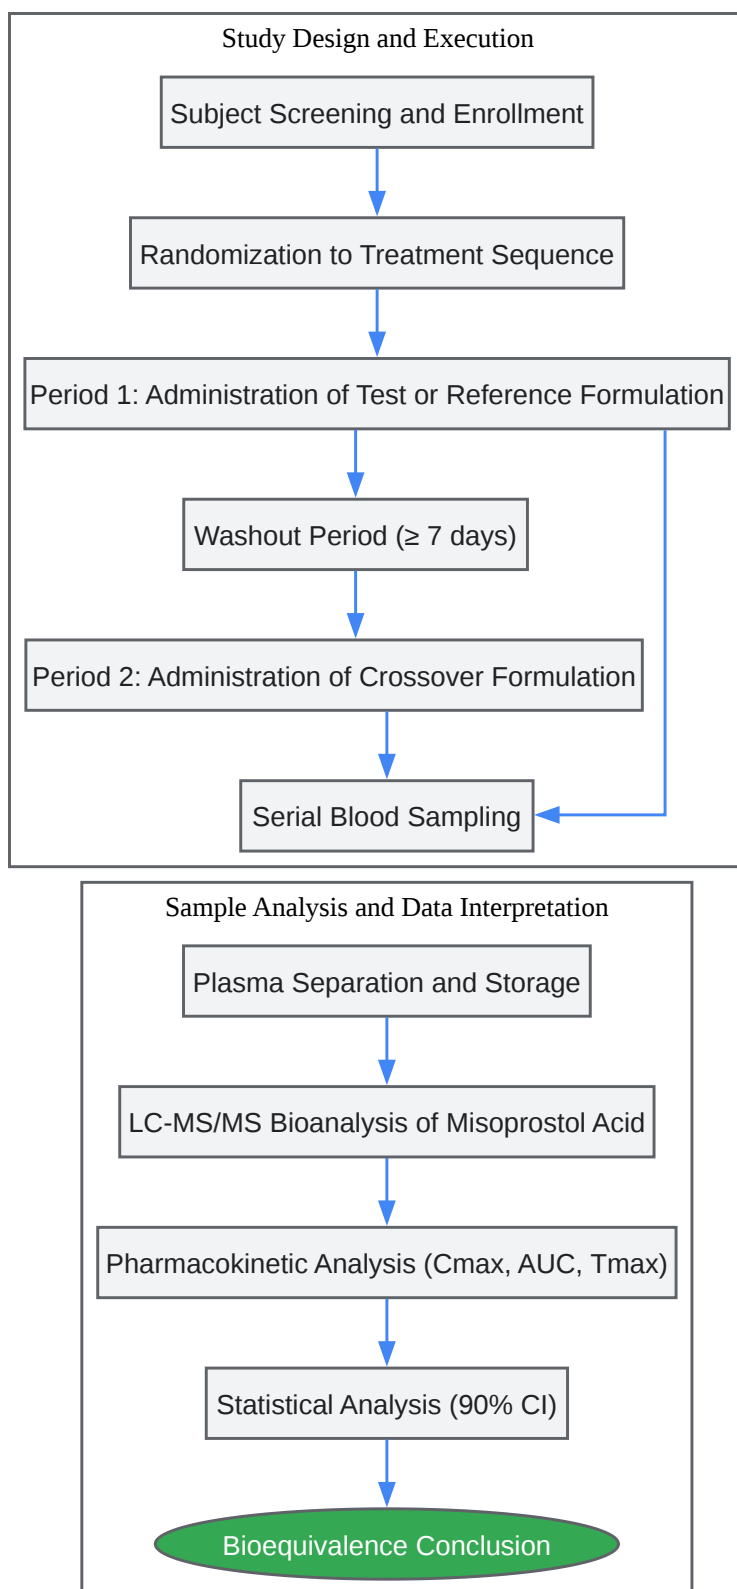 Study Design and Execution
Subject Screening and Enrollment
Randomization to Treatment Sequence
Period 1: Administration of Test or Reference Formulation
Washout Period (≥ 7 days)
Period 2: Administration of Crossover Formulation
Serial Blood Sampling
Sample Analysis and Data Interpretation
Plasma Separation and Storage
LC-MS/MS Bioanalysis of Misoprostol Acid
Pharmacokinetic Analysis (Cmax, AUC, Tmax)
Statistical Analysis (90% CI)
Bioequivalence Conclusion